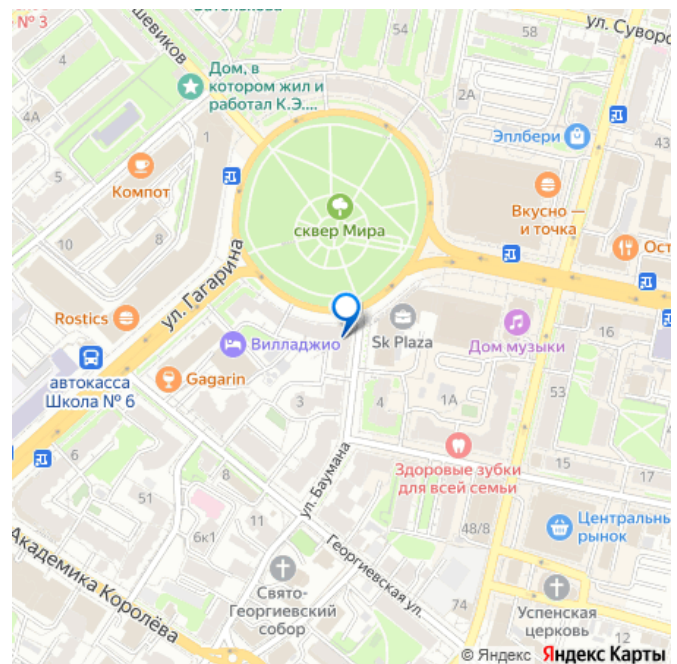 № 3
ул. Суворо
54
58
4
Дом, в
котором жил и
работал К.Э....
2А
4А
1
Эплбери
43
5
Компот
Вкусно —
и точка
10
8
сквер Мира
Ост
ул. Гагарина
Rostics
Вилладжио
Sk Plaza
Дом музыки
16
автокасса
Школа № 6
Gagarin
3
4
1А
53
6
Здоровые зубки
для всей семьи
15
17
8
51
ул. Баумана
11
6к1
48/8
Центральны
рынок
Академика Королёва
Георгиевская ул.
Свято-
Георгиевский
собор
74
Успенская
церковь
12
© Яндекс Яндекс Карты